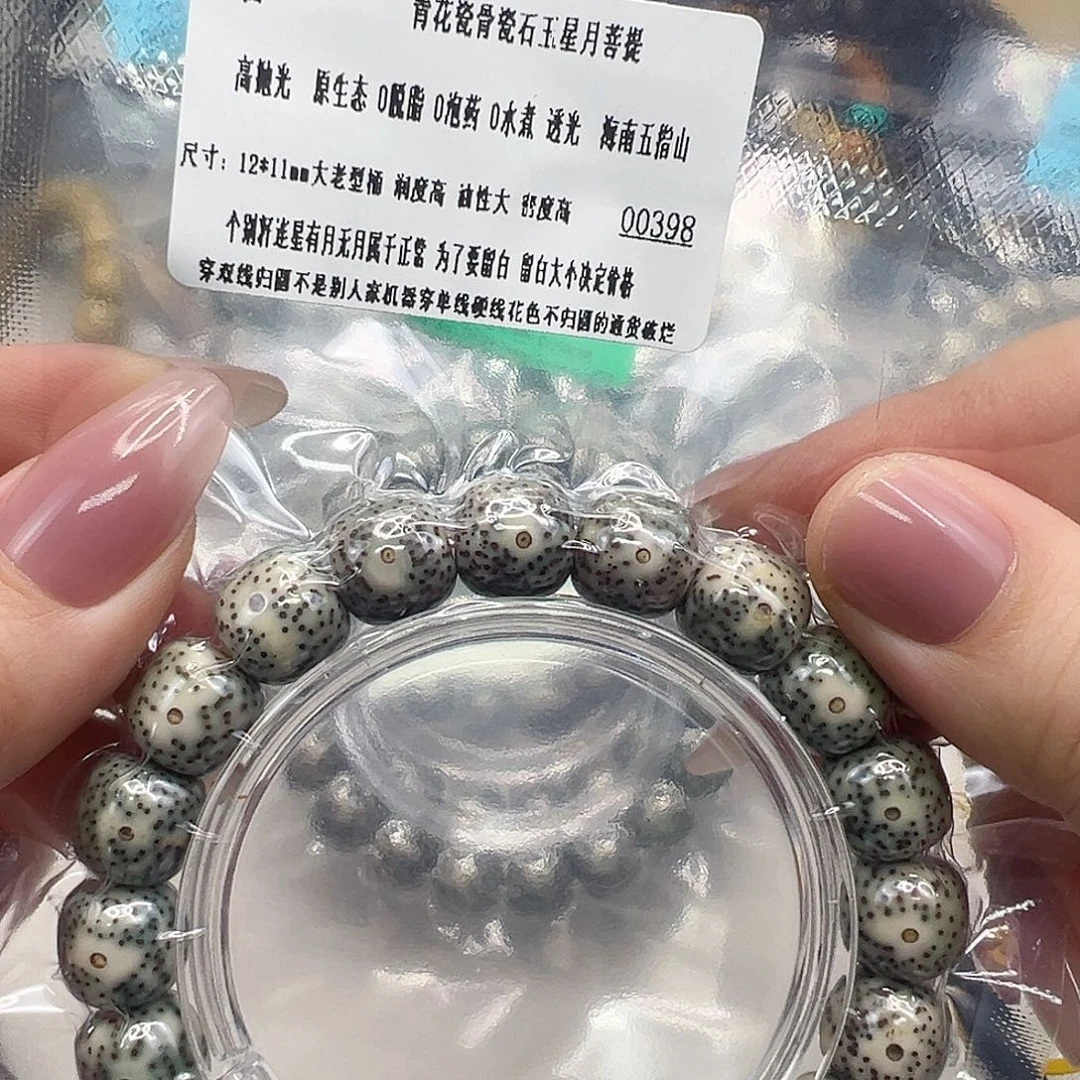 青花瓷骨瓷石玉星月菩提
高抛光 原生态 0脱脂 0泡药 0水煮 透光 海南五指山
尺寸：12*11mm大老型桶 润度高 油性大 密度高 00398
个别籽连星有月无月属于正常 为了要留白 留白大小决定价格
穿双线归圆不是别人家机器穿单线硬线花色不归圆的通货破烂